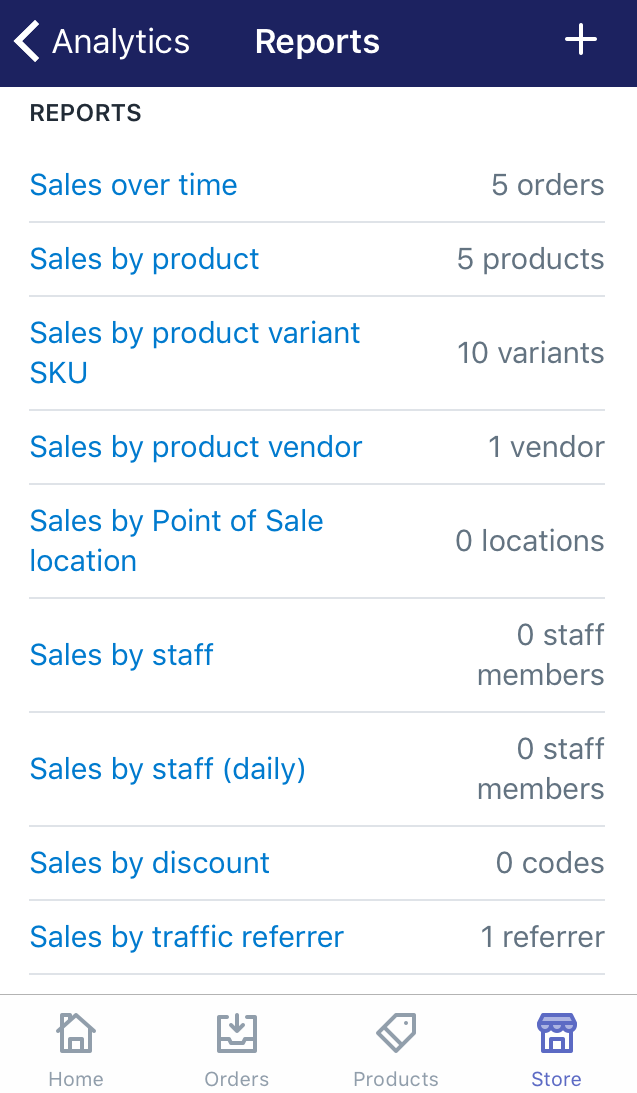 Analytics
Reports
REPORTS
Sales over time
5 orders
Sales by product
5 products
Sales by product variant
SKU
10 variants
Sales by product vendor
1 vendor
Sales by Point of Sale
location
0 locations
Sales by staff
0 staff
members
Sales by staff (daily)
0 staff
members
Sales by discount
0 codes
Sales by traffic referrer
1 referrer
Home
Orders
Products
Store